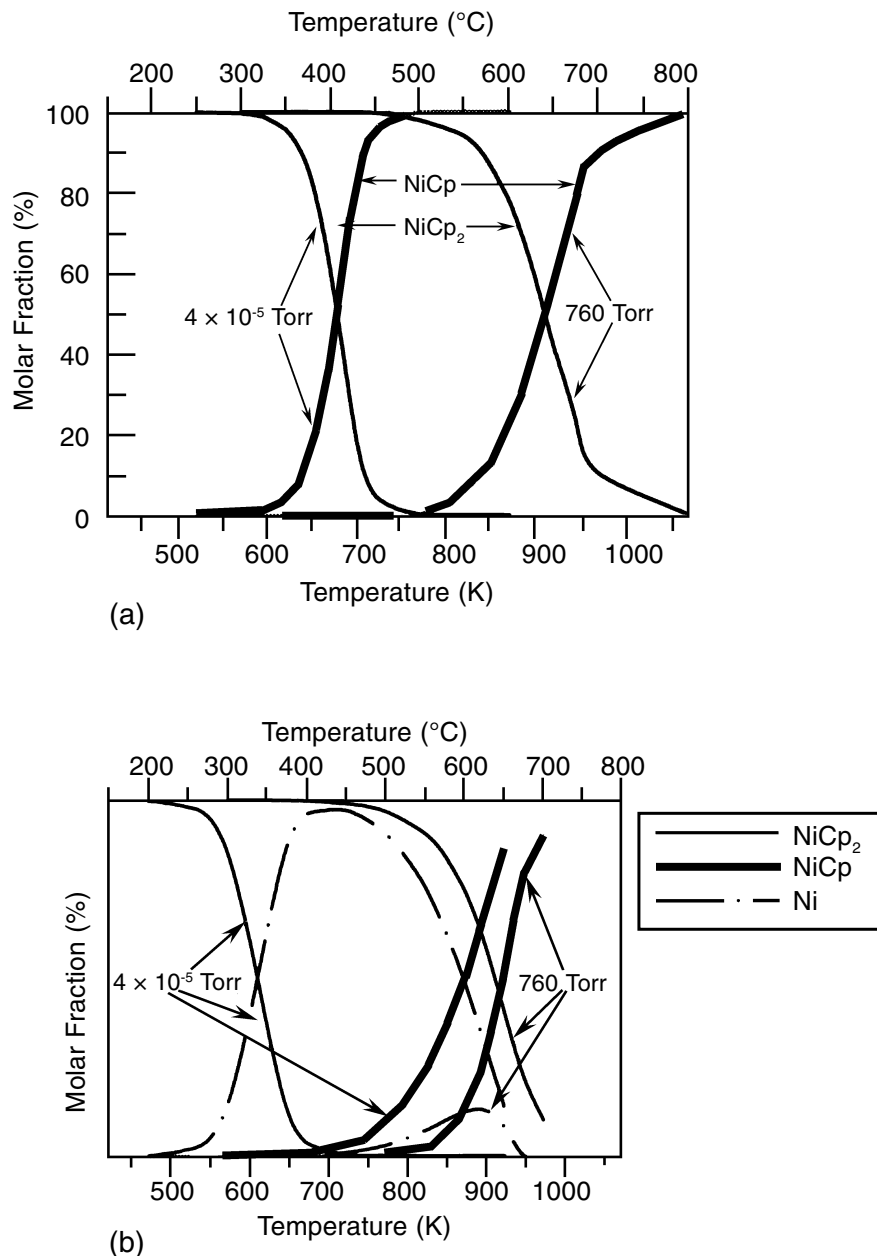 Temperature (°C)
200 300 400 500 600 700 800
100
80
60
40
20
0
Molar Fraction (%)
NiCp
NiCp₂
4 × 10⁻⁵ Torr
760 Torr
500 600 700 800 900 1000
Temperature (K)
(a)
Temperature (°C)
200 300 400 500 600 700 800
Molar Fraction (%)
4 × 10⁻⁵ Torr
760 Torr
NiCp₂
NiCp
Ni
500 600 700 800 900 1000
Temperature (K)
(b)